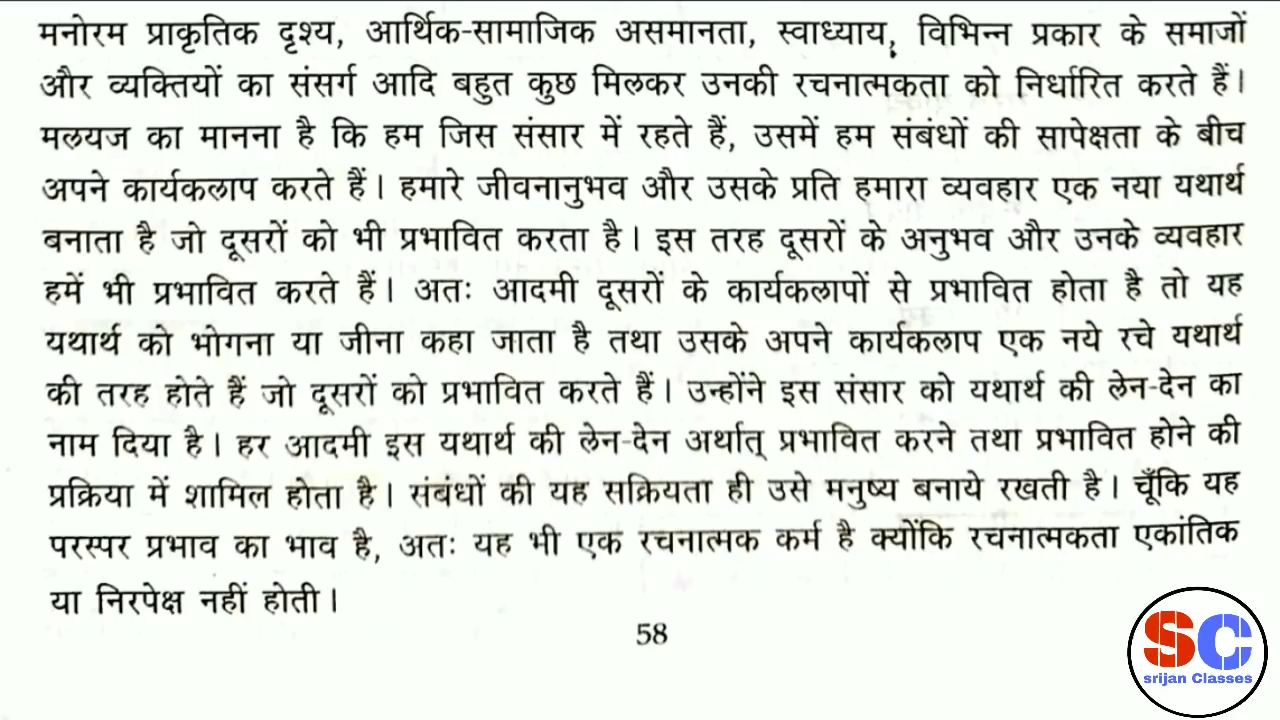 मनोरम प्राकृतिक दृश्य, आर्थिक-सामाजिक असमानता, स्वाध्याय, विभिन्न प्रकार के समाजों
और व्यक्तियों का संसर्ग आदि बहुत कुछ मिलकर उनकी रचनात्मकता को निर्धारित करते हैं।
मलयज का मानना है कि हम जिस संसार में रहते हैं, उसमें हम संबंधों की सापेक्षता के बीच
अपने कार्यकलाप करते हैं। हमारे जीवनानुभव और उसके प्रति हमारा व्यवहार एक नया यथार्थ
बनाता है जो दूसरों को भी प्रभावित करता है। इस तरह दूसरों के अनुभव और उनके व्यवहार
हमें भी प्रभावित करते हैं। अतः आदमी दूसरों के कार्यकलापों से प्रभावित होता है तो यह
यथार्थ को भोगना या जीना कहा जाता है तथा उसके अपने कार्यकलाप एक नये रचे यथार्थ
की तरह होते हैं जो दूसरों को प्रभावित करते हैं। उन्होंने इस संसार को यथार्थ की लेन-देन का
नाम दिया है। हर आदमी इस यथार्थ की लेन-देन अर्थात् प्रभावित करने तथा प्रभावित होने की
प्रक्रिया में शामिल होता है। संबंधों की यह सक्रियता ही उसे मनुष्य बनाये रखती है। चूँकि यह
परस्पर प्रभाव का भाव है, अतः यह भी एक रचनात्मक कर्म है क्योंकि रचनात्मकता एकांतिक
या निरपेक्ष नहीं होती।
58
SC
srijan Classes